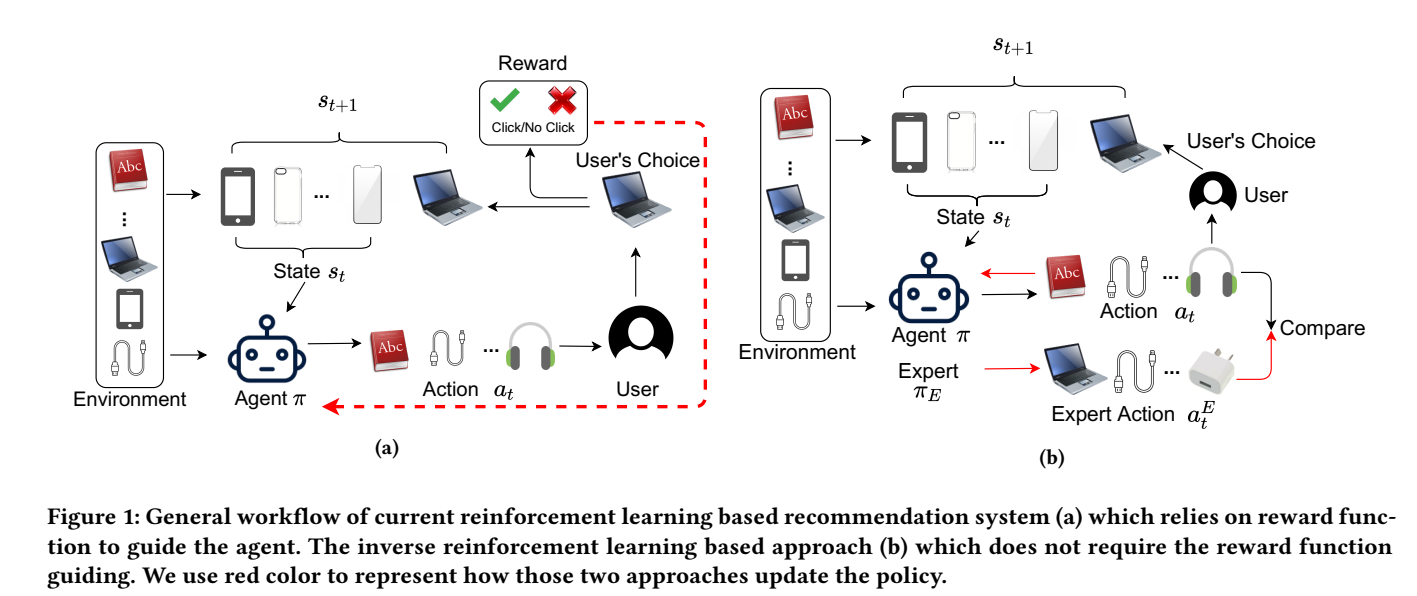 Reward
Click/No Click
s_{t+1}
User's Choice
Abc
State s_t
Environment
Agent π
Abc
Action a_t
User
(a)
s_{t+1}
Abc
User's Choice
User
State s_t
Abc
Action a_t
Environment
Agent π
Compare
Expert
π_E
Expert Action a_t^E
(b)
Figure 1: General workflow of current reinforcement learning based recommendation system (a) which relies on reward func-
tion to guide the agent. The inverse reinforcement learning based approach (b) which does not require the reward function
guiding. We use red color to represent how those two approaches update the policy.